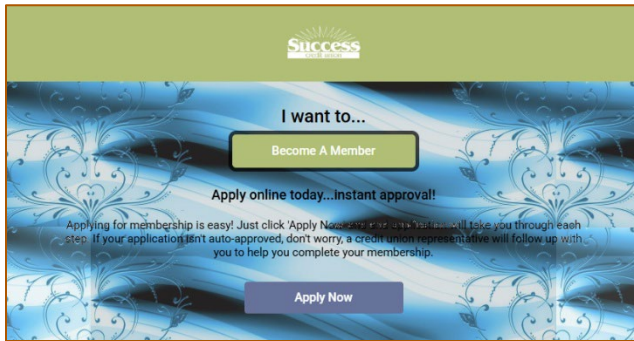 Success
credit union
I want to...
Become A Member
Apply online today...instant approval!
Applying for membership is easy! Just click 'Apply Now' will take you through each
step. If your application isn't auto-approved, don't worry, a credit union representative will follow up with
you to help you complete your membership.
Apply Now